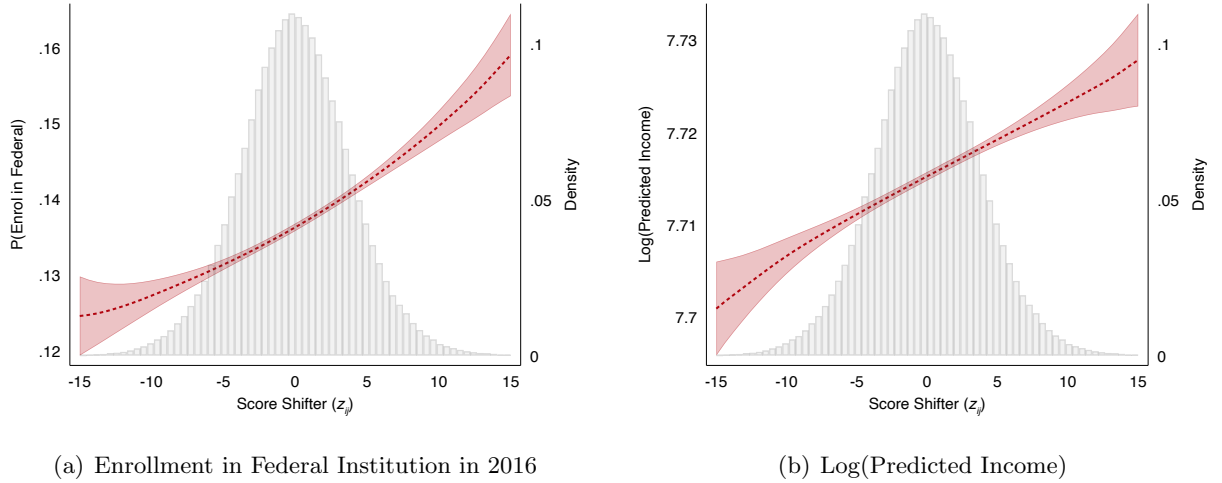 .16
.15
.14
.13
.12
P(Enrol in Federal)
.1
.05
0
Density
-15 -10 -5 0 5 10 15
Score Shifter (z_ij)
(a) Enrollment in Federal Institution in 2016
7.73
7.72
7.71
7.7
Log(Predicted Income)
.1
.05
0
Density
-15 -10 -5 0 5 10 15
Score Shifter (z_ij)
(b) Log(Predicted Income)